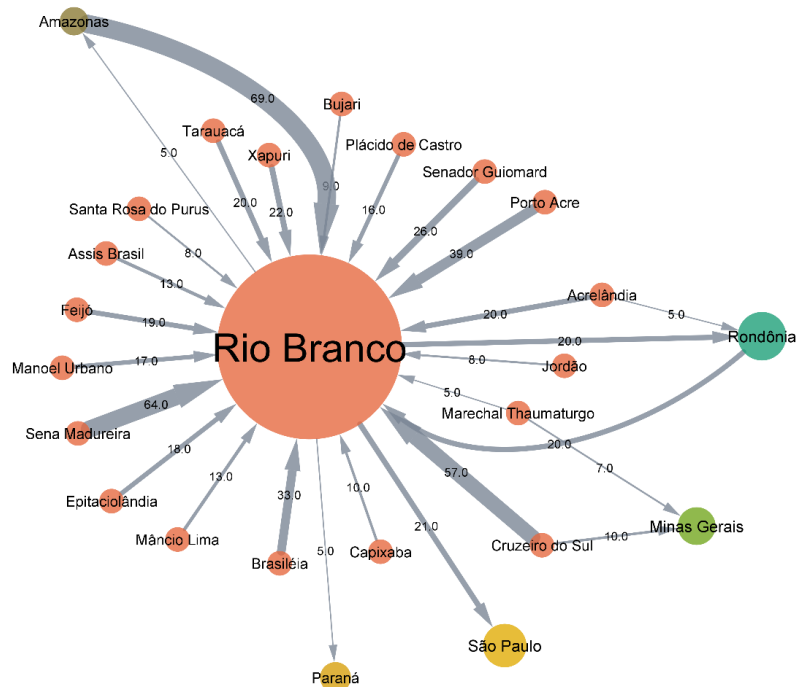 Amazonas
69.0
Bujari
Tarauacá
Plácido de Castro
5.0
Xapuri
Senador Guiomard
9.0
Porto Acre
20.0
22.0
16.0
Santa Rosa do Purus
26.0
39.0
8.0
Assis Brasil
13.0
Acrelândia
Feijó
19.0
20.0
5.0
Rio Branco
20.0
Rondônia
Manoel Urbano
17.0
8.0
Jordão
5.0
Sena Madureira
64.0
Marechal Thaumaturgo
20.0
18.0
57.0
7.0
Epitaciolândia
13.0
33.0
10.0
21.0
Minas Gerais
Mâncio Lima
5.0
Capixaba
Cruzeiro do Sul
10.0
Brasiléia
São Paulo
Paraná